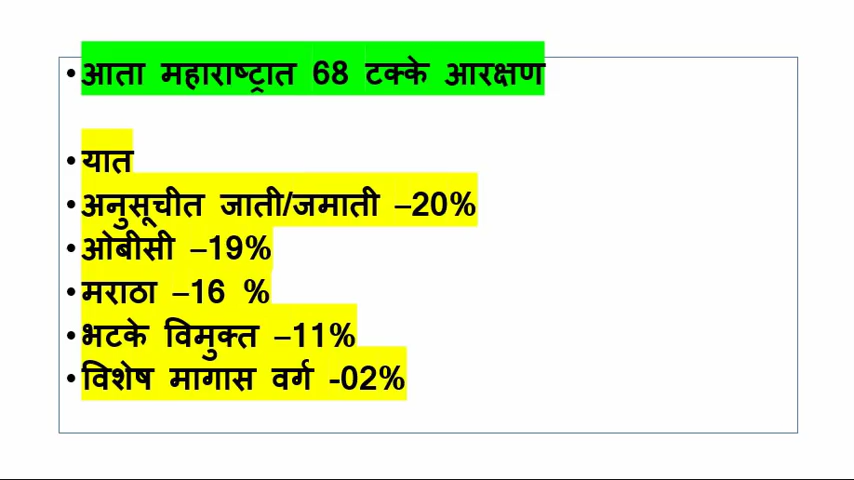 • आता महाराष्ट्रात 68 टक्के आरक्षण
• यात
• अनुसूचीत जाती/जमाती –20%
• ओबीसी –19%
• मराठा –16 %
• भटके विमुक्त –11%
• विशेष मागास वर्ग -02%